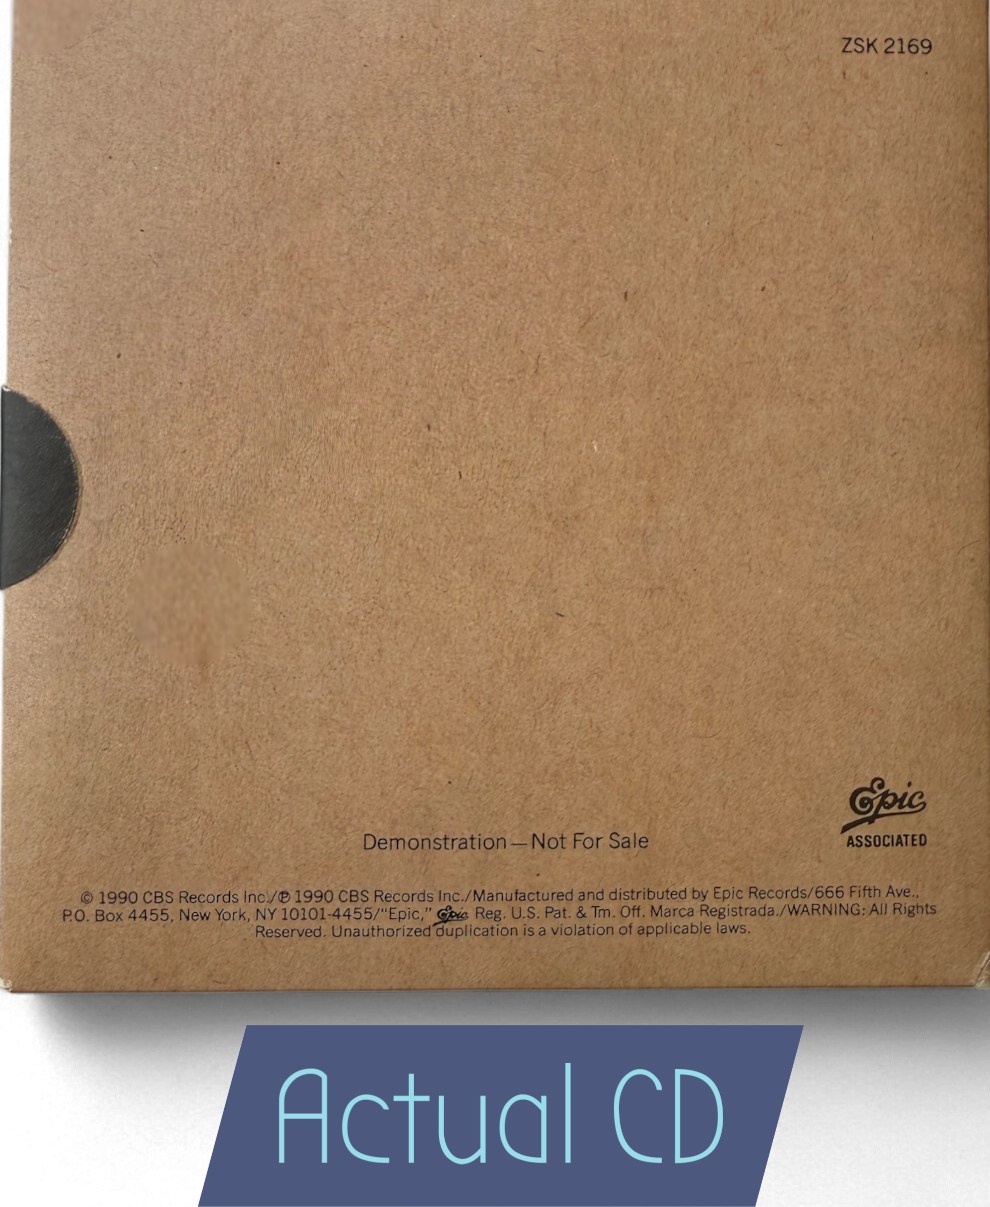 ZSK 2169
Epic
ASSOCIATED
Demonstration—Not For Sale
© 1990 CBS Records Inc./℗ 1990 CBS Records Inc./Manufactured and distributed by Epic Records/666 Fifth Ave.,
P.O. Box 4455, New York, NY 10101-4455/“Epic,” Epic Reg. U.S. Pat. & Tm. Off. Marca Registrada./WARNING: All Rights
Reserved. Unauthorized duplication is a violation of applicable laws.
Actual CD